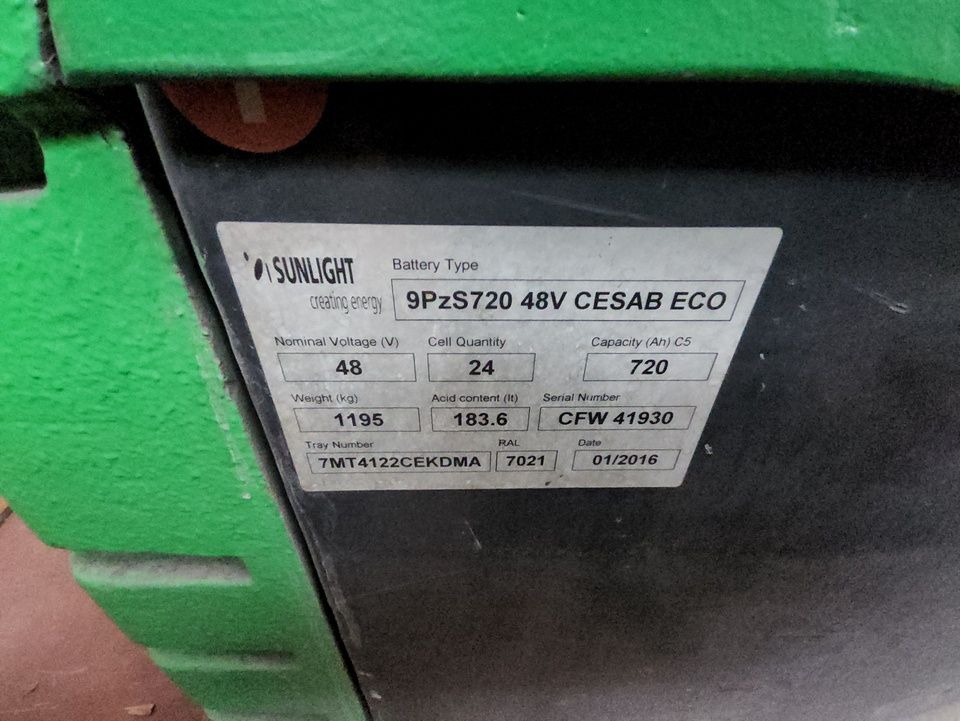 SUNLIGHT
creating energy
Battery Type
9PzS720 48V CESAB ECO
Nominal Voltage (V) Cell Quantity Capacity (Ah) C5
48 24 720
Weight (kg) Acid content (lt) Serial Number
1195 183.6 CFW 41930
Tray Number RAL Date
7MT4122CEKDMA 7021 01/2016